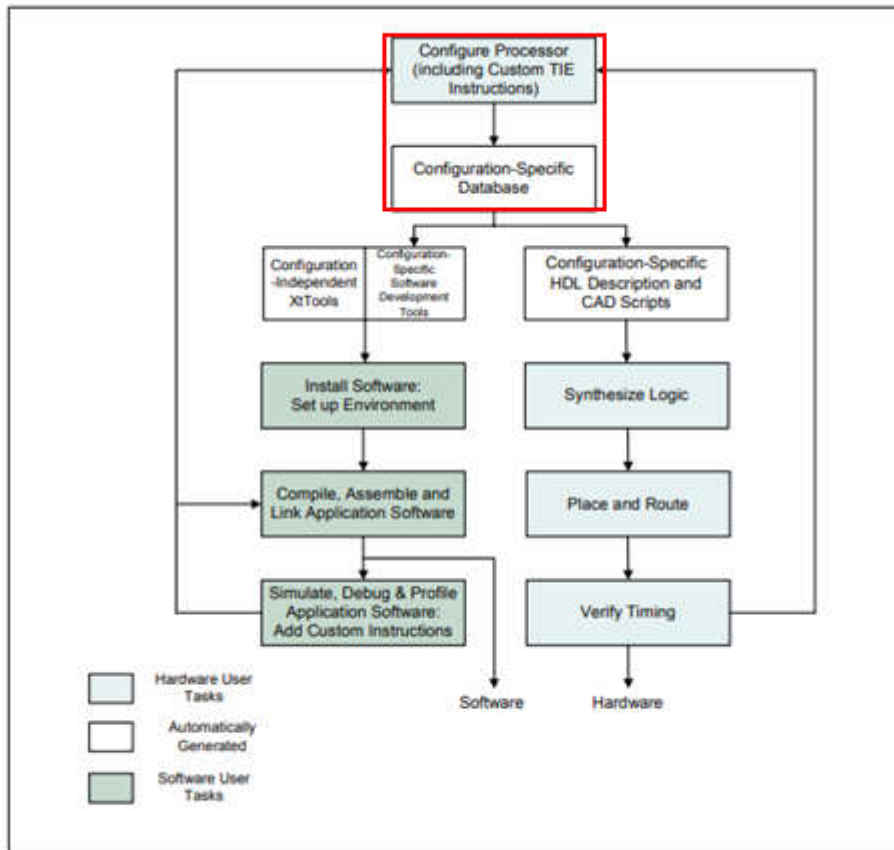 Configure Processor
(including Custom TIE
Instructions)
Configuration-Specific
Database
Configuration
-Independent
XtTools
Configuration-
Specific
Software
Development
Tools
Configuration-Specific
HDL Description and
CAD Scripts
Install Software:
Set up Environment
Synthesize Logic
Compile, Assemble and
Link Application Software
Place and Route
Simulate, Debug & Profile
Application Software:
Add Custom Instructions
Verify Timing
Hardware User
Tasks
Automatically
Generated
Software User
Tasks
Software
Hardware